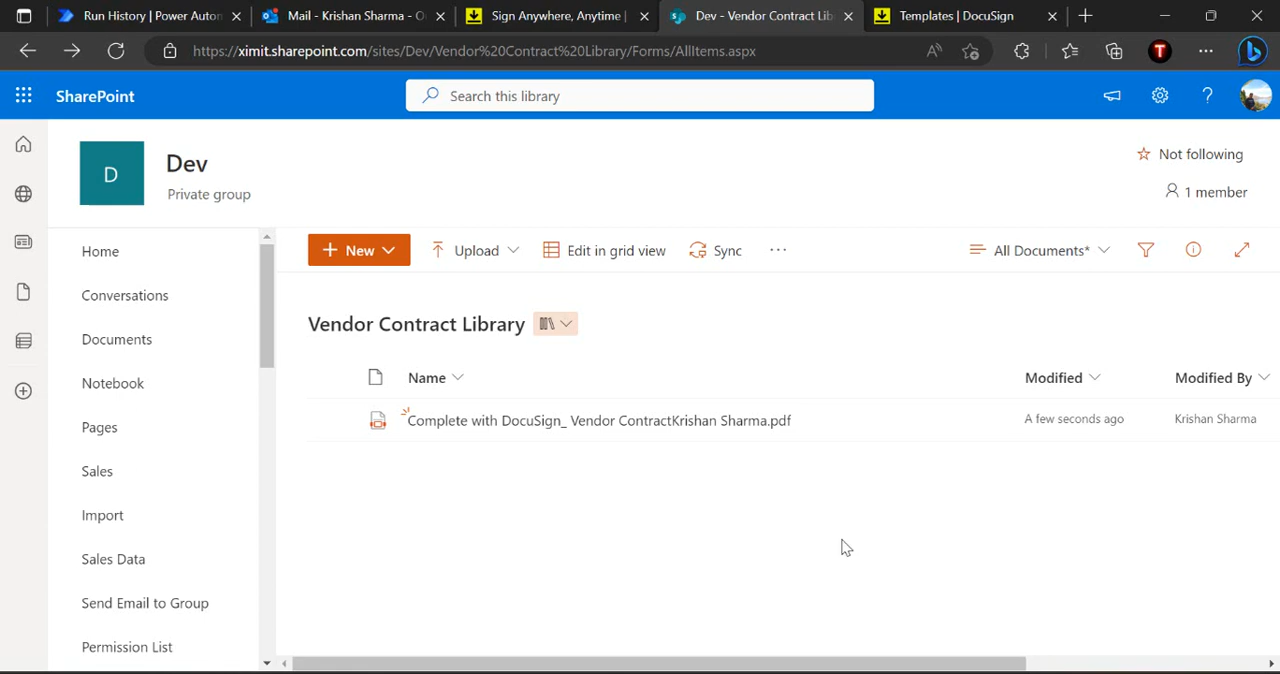 Run History | Power Auton
Mail - Krishan Sharma - O
Sign Anywhere, Anytime |
Dev - Vendor Contract Lib
Templates | DocuSign
https://ximit.sharepoint.com/sites/Dev/Vendor%20Contract%20Library/Forms/AllItems.aspx
A
T
b
SharePoint
Search this library
?
D
Dev
Private group
Not following
1 member
Home
Conversations
Documents
Notebook
Pages
Sales
Import
Sales Data
Send Email to Group
Permission List
New
Upload
Edit in grid view
Sync
...
All Documents*
Vendor Contract Library
Name
Modified
Modified By
Complete with DocuSign_ Vendor ContractKrishan Sharma.pdf
A few seconds ago
Krishan Sharma